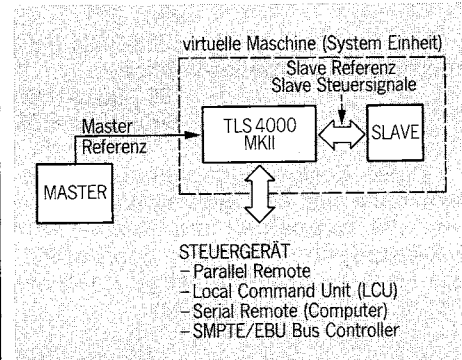 virtuelle Maschine (System Einheit)
Slave Referenz
Slave Steuersignale
Master
Referenz
TLS 4000
MKII
SLAVE
MASTER
STEUERGERÄT
– Parallel Remote
– Local Command Unit (LCU)
– Serial Remote (Computer)
– SMPTE/EBU Bus Controller